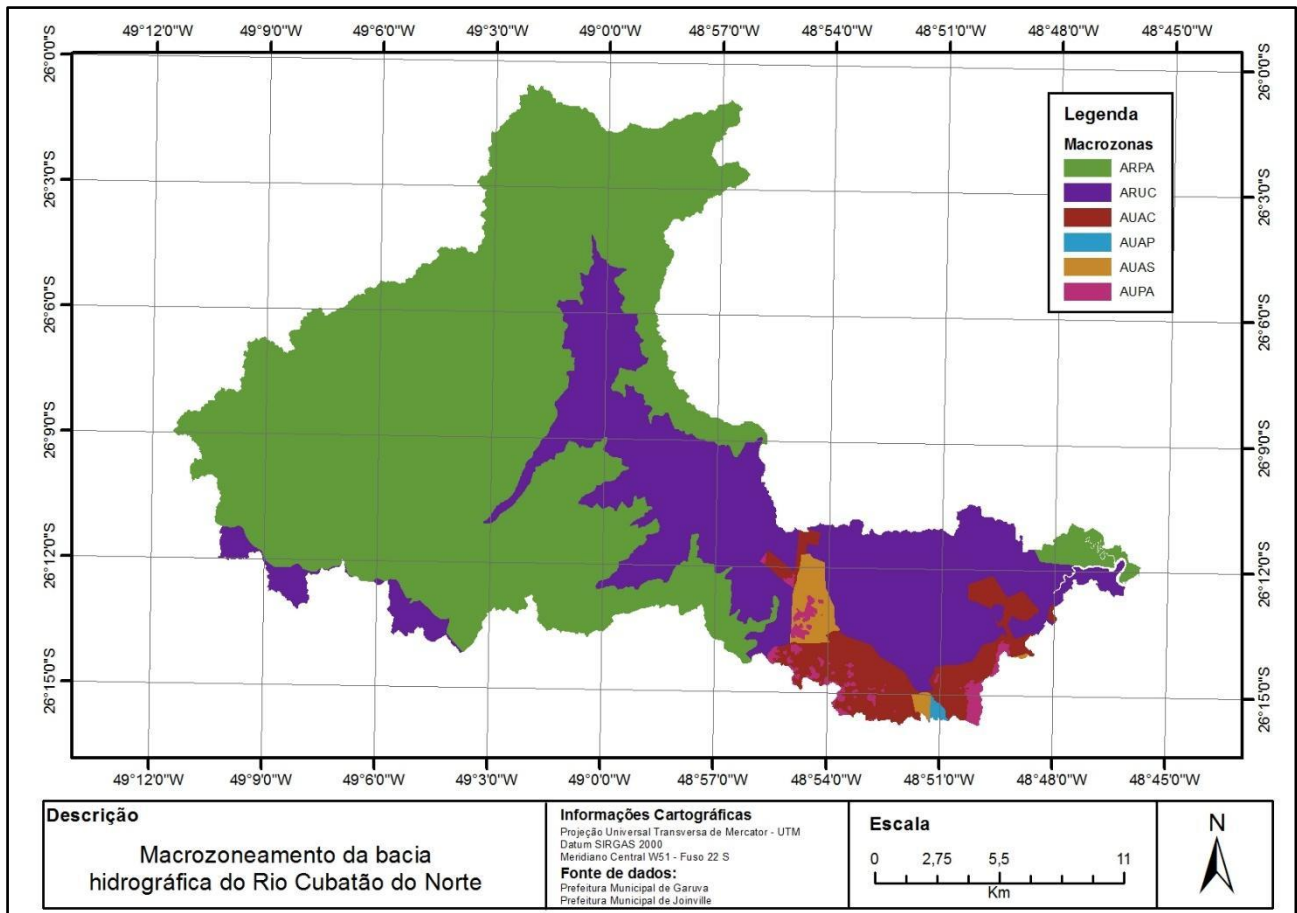 49°12'0"W 49°9'0"W 49°6'0"W 49°3'0"W 49°0'0"W 48°57'0"W 48°54'0"W 48°51'0"W 48°48'0"W 48°45'0"W
26°0'0"S 26°0'0"S
26°3'0"S 26°3'0"S
26°6'0"S 26°6'0"S
26°9'0"S 26°9'0"S
26°12'0"S 26°12'0"S
26°15'0"S 26°15'0"S
Legenda
Macrozonas
ARPA
ARUC
AUAC
AUAP
AUAS
AUPA
49°12'0"W 49°9'0"W 49°6'0"W 49°3'0"W 49°0'0"W 48°57'0"W 48°54'0"W 48°51'0"W 48°48'0"W 48°45'0"W
Descrição
Macrozoneamento da bacia
hidrográfica do Rio Cubatão do Norte
Informações Cartográficas
Projeção Universal Transversa de Mercator - UTM
Datum SIRGAS 2000
Meridiano Central W51 - Fuso 22 S
Fonte de dados:
Prefeitura Municipal de Garuva
Prefeitura Municipal de Joinville
Escala
0 2,75 5,5 11
Km
N